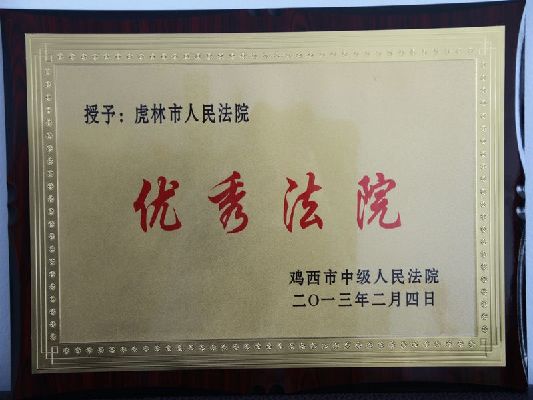 授予：虎林市人民法院
优秀法院
鸡西市中级人民法院
二〇一三年二月四日